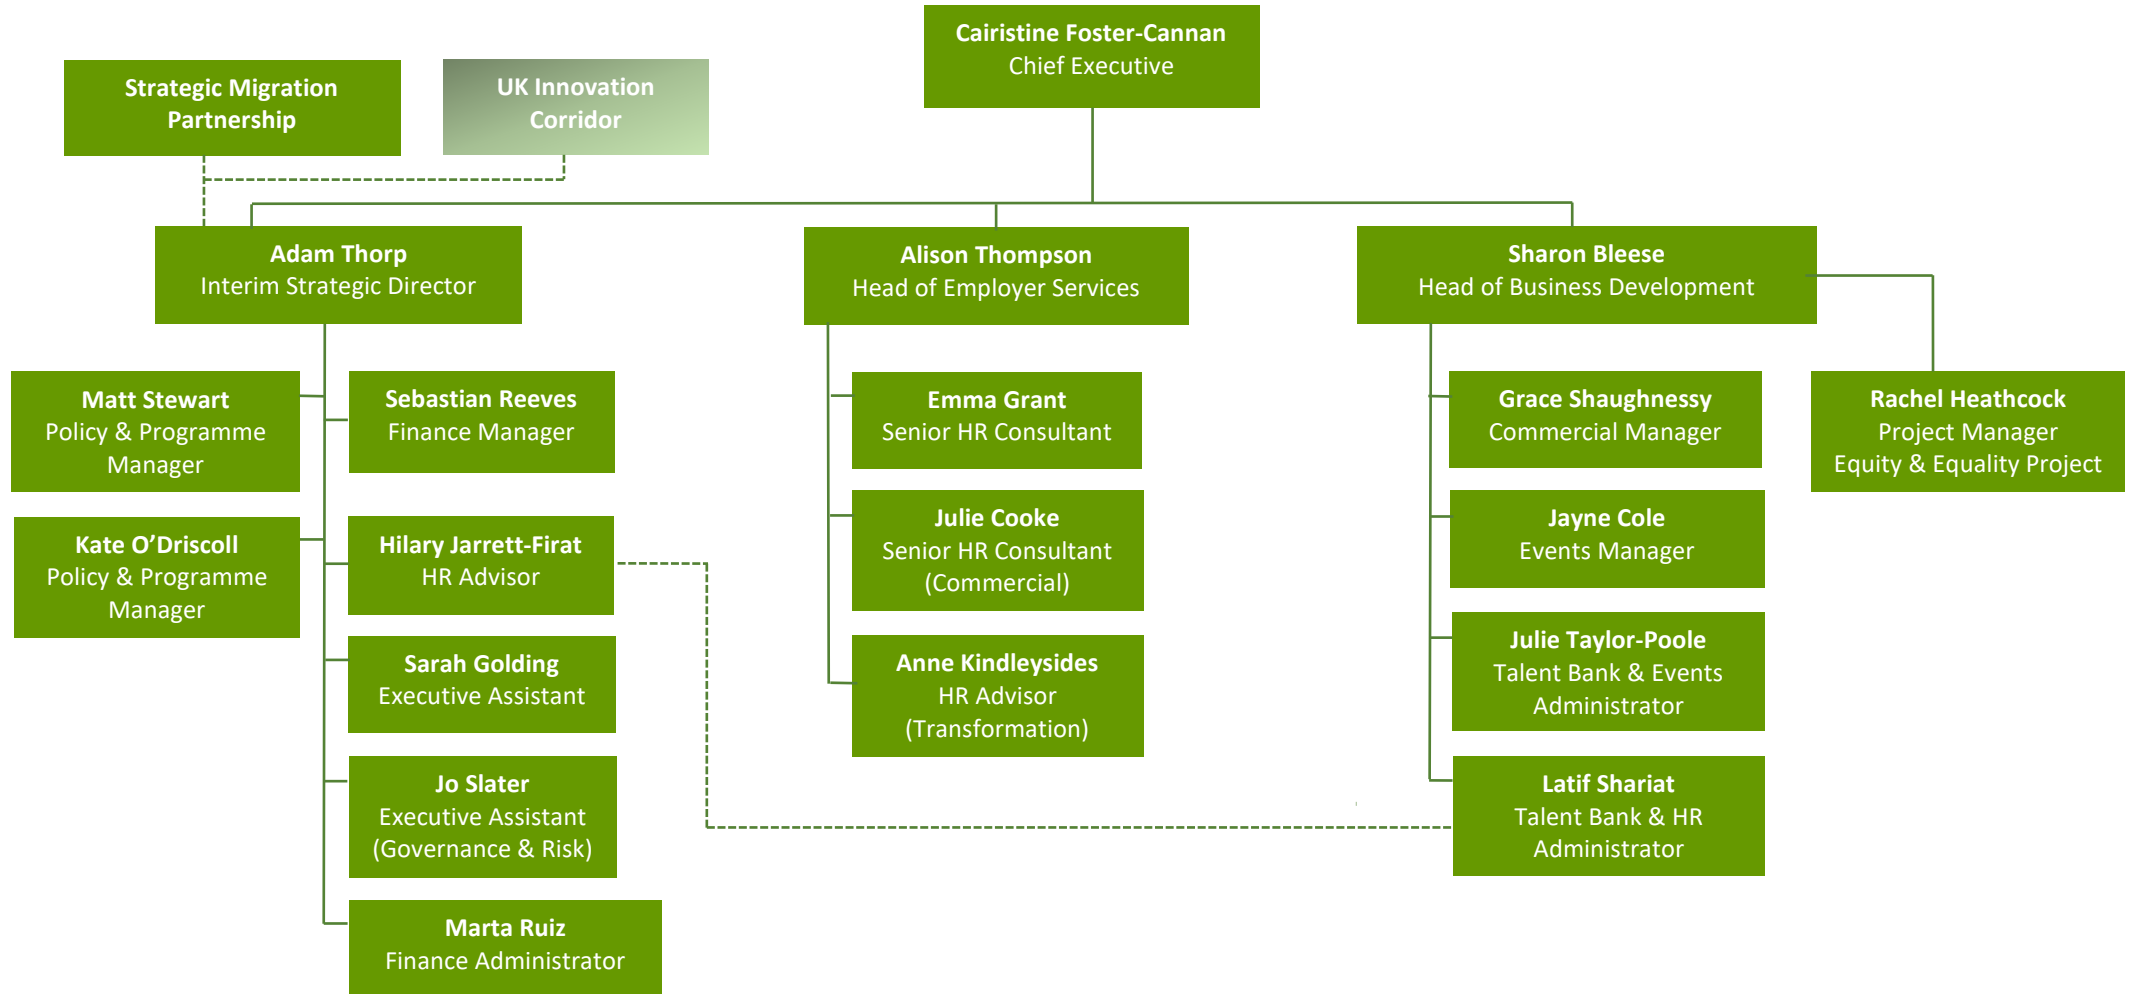 Cairistine Foster-Cannan
Chief Executive
Strategic Migration
Partnership
UK Innovation
Corridor
Adam Thorp
Interim Strategic Director
Alison Thompson
Head of Employer Services
Sharon Bleese
Head of Business Development
Matt Stewart
Policy & Programme
Manager
Sebastian Reeves
Finance Manager
Kate O’Driscoll
Policy & Programme
Manager
Hilary Jarrett-Firat
HR Advisor
Sarah Golding
Executive Assistant
Jo Slater
Executive Assistant
(Governance & Risk)
Marta Ruiz
Finance Administrator
Emma Grant
Senior HR Consultant
Julie Cooke
Senior HR Consultant
(Commercial)
Anne Kindleysides
HR Advisor
(Transformation)
Grace Shaughnessy
Commercial Manager
Jayne Cole
Events Manager
Julie Taylor-Poole
Talent Bank & Events
Administrator
Latif Shariat
Talent Bank & HR
Administrator
Rachel Heathcock
Project Manager
Equity & Equality Project